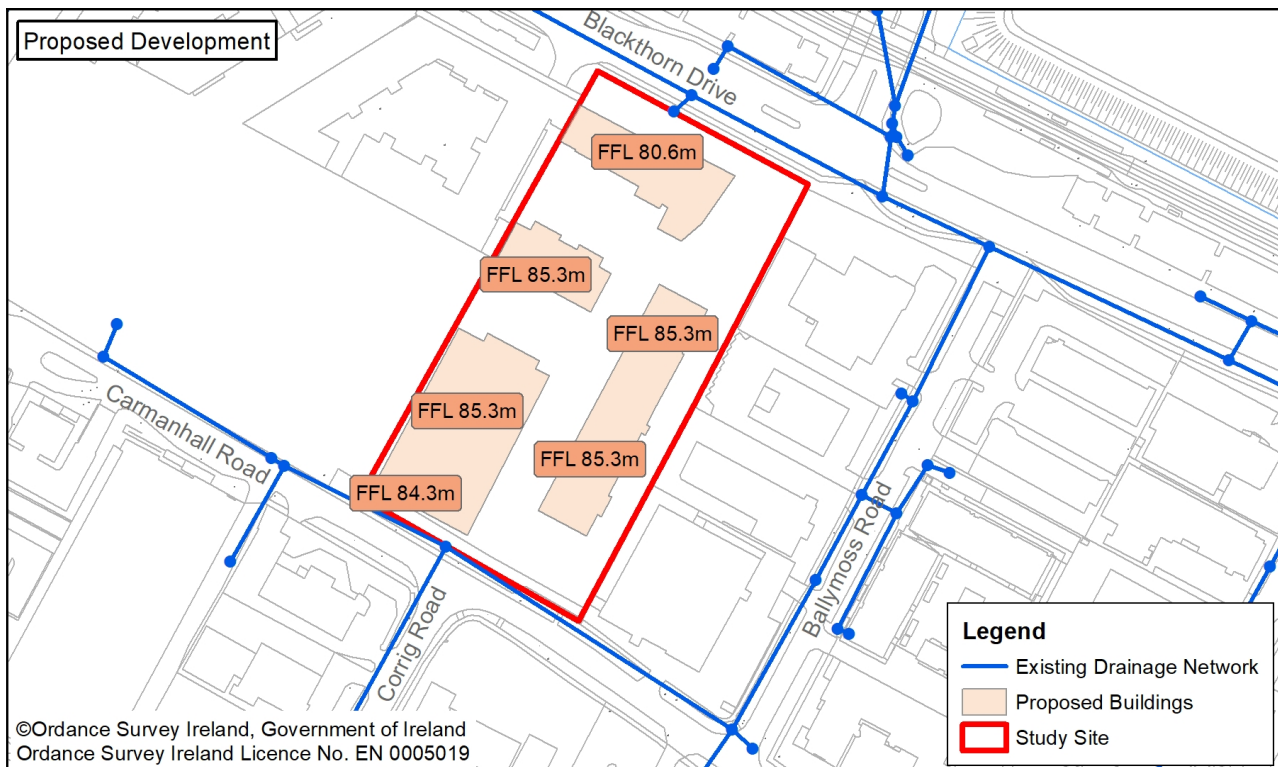 Proposed Development
Blackthorn Drive
FFL 80.6m
FFL 85.3m
FFL 85.3m
FFL 85.3m
FFL 85.3m
FFL 84.3m
Carmanhall Road
Corrig Road
Ballymoss Road
Legend
Existing Drainage Network
Proposed Buildings
Study Site
©Ordance Survey Ireland, Government of Ireland
Ordance Survey Ireland Licence No. EN 0005019